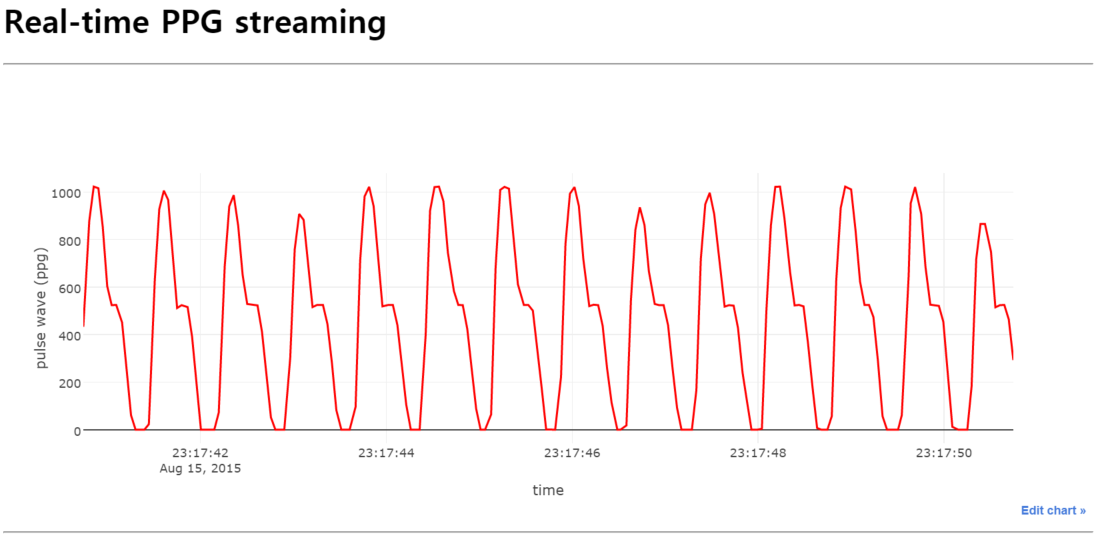 Real-time PPG streaming
1000
800
600
400
200
0
pulse wave (ppg)
23:17:42
Aug 15, 2015
23:17:44
23:17:46
23:17:48
23:17:50
time
Edit chart »